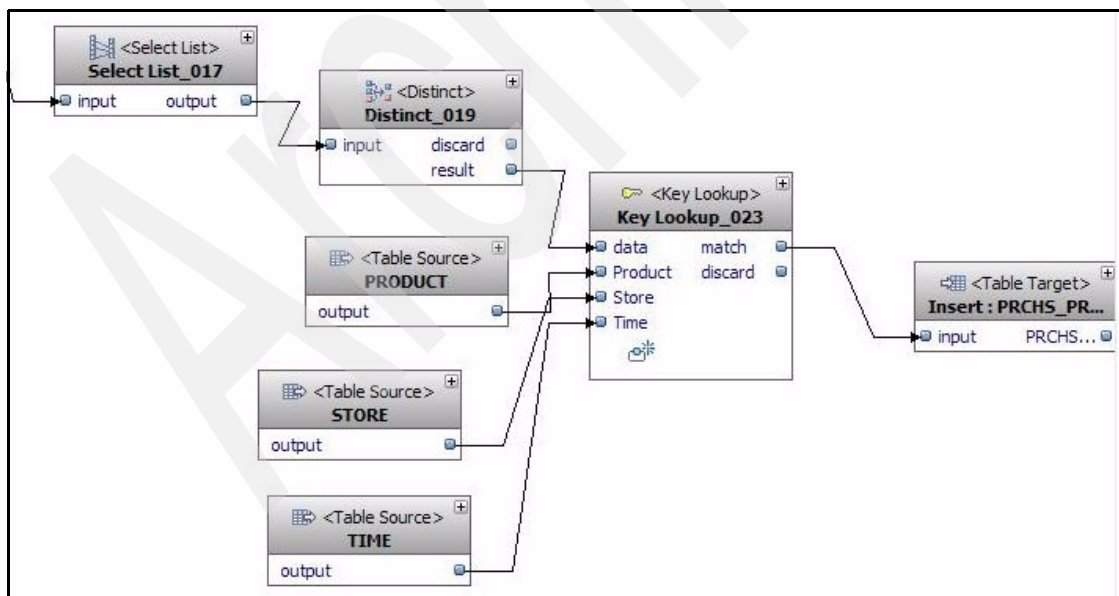 <Select List>
Select List_017
input output
<Distinct>
Distinct_019
input discard
result
<Key Lookup>
Key Lookup_023
data match
Product discard
Store
Time
<Table Source>
PRODUCT
output
<Table Target>
Insert : PRCHS_PR...
input PRCHS...
<Table Source>
STORE
output
<Table Source>
TIME
output